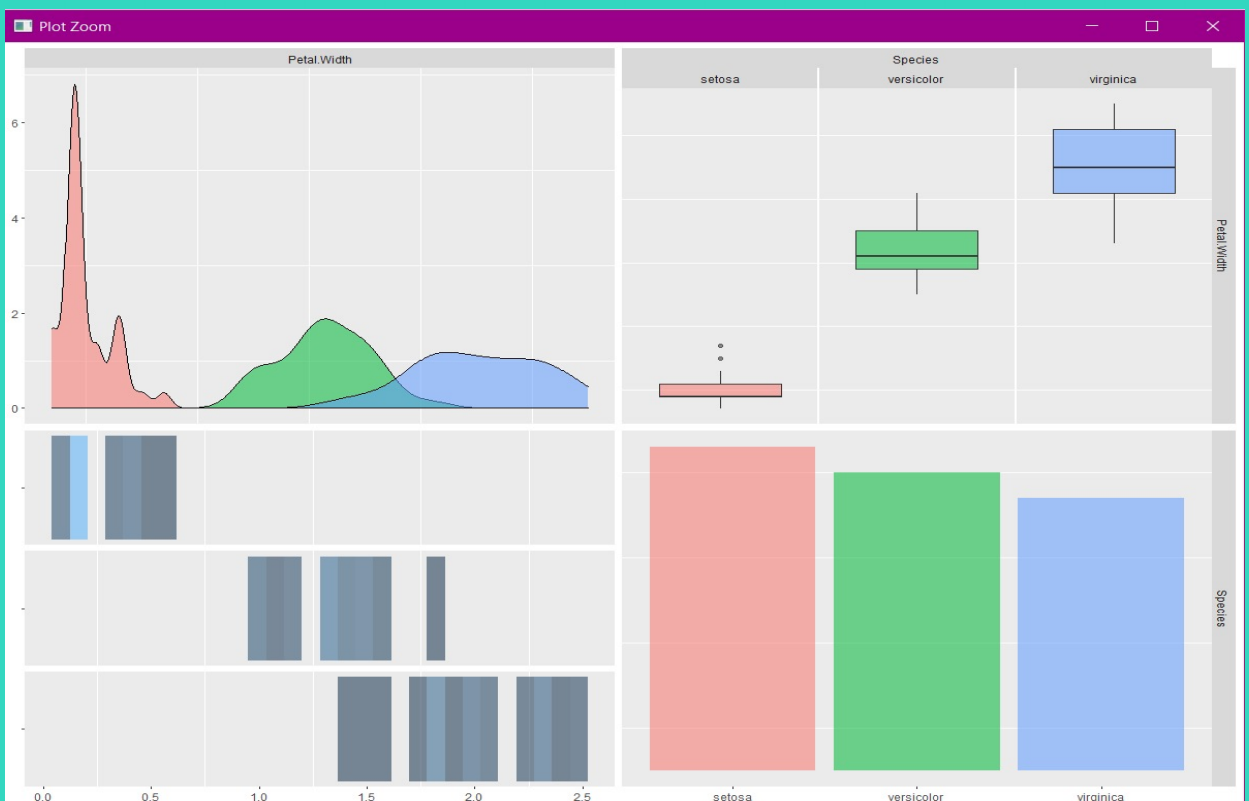 Plot Zoom
Petal.Width
Species
setosa
versicolor
virginica
6
4
2
0
Petal.Width
Species
0.0
0.5
1.0
1.5
2.0
2.5
setosa
versicolor
virginica